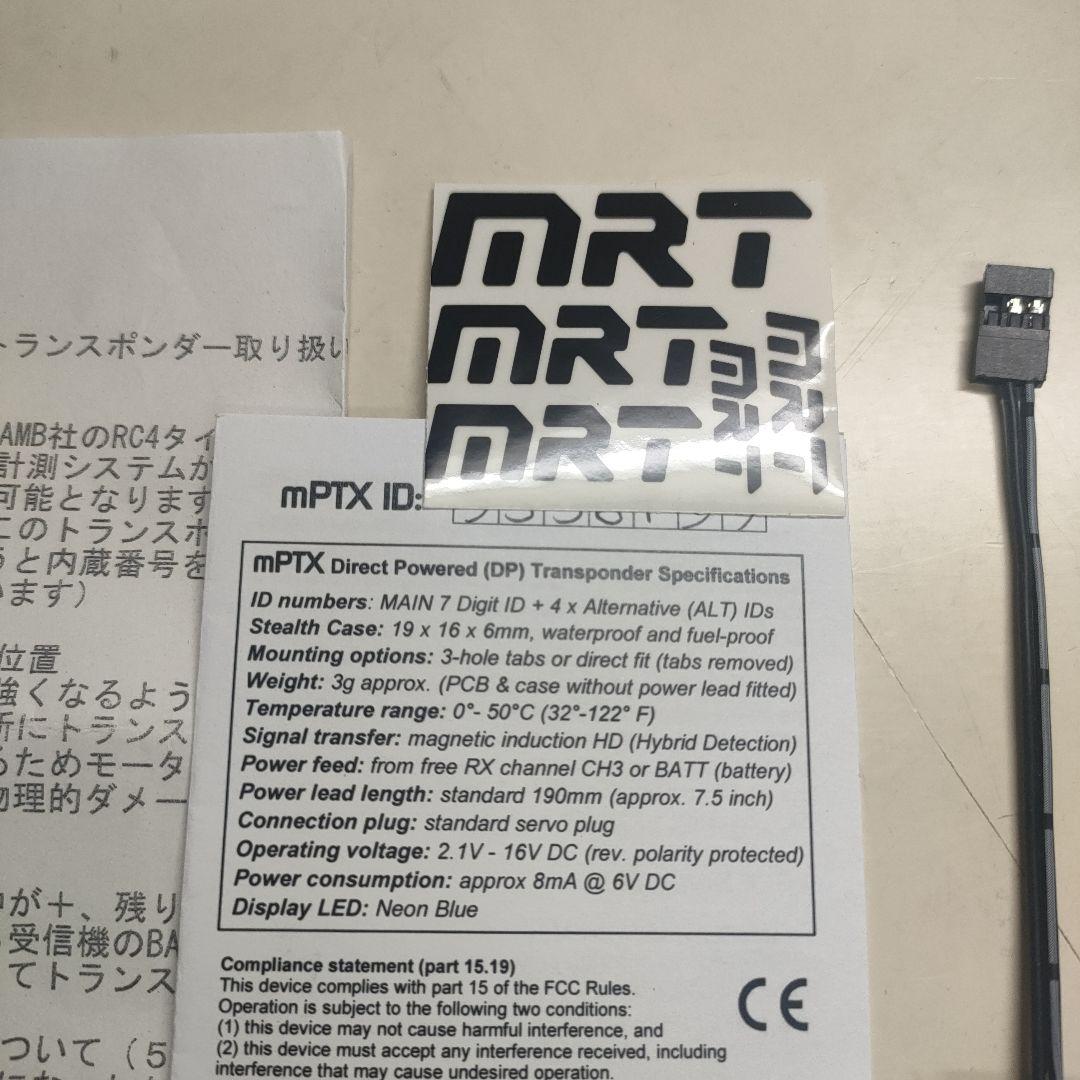 トランスポンダー取り扱い
AMB社のRC4タイ
計測システムが
可能となります
このトランスポ
うと内蔵番号を
います）
位置
強くなるよう
所にトランス
るためモータ
物理的ダメー
中が＋、残り
受信機のBA
てトランス
ついて（5
MRT
MRT
MRT
MRT
MRT
mPTX ID:
mPTX Direct Powered (DP) Transponder Specifications
ID numbers: MAIN 7 Digit ID + 4 x Alternative (ALT) IDs
Stealth Case: 19 x 16 x 6mm, waterproof and fuel-proof
Mounting options: 3-hole tabs or direct fit (tabs removed)
Weight: 3g approx. (PCB & case without power lead fitted)
Temperature range: 0°- 50°C (32°-122° F)
Signal transfer: magnetic induction HD (Hybrid Detection)
Power feed: from free RX channel CH3 or BATT (battery)
Power lead length: standard 190mm (approx. 7.5 inch)
Connection plug: standard servo plug
Operating voltage: 2.1V - 16V DC (rev. polarity protected)
Power consumption: approx 8mA @ 6V DC
Display LED: Neon Blue
Compliance statement (part 15.19)
This device complies with part 15 of the FCC Rules.
Operation is subject to the following two conditions:
(1) this device may not cause harmful interference, and
(2) this device must accept any interference received, including
interference that may cause undesired operation.
CE